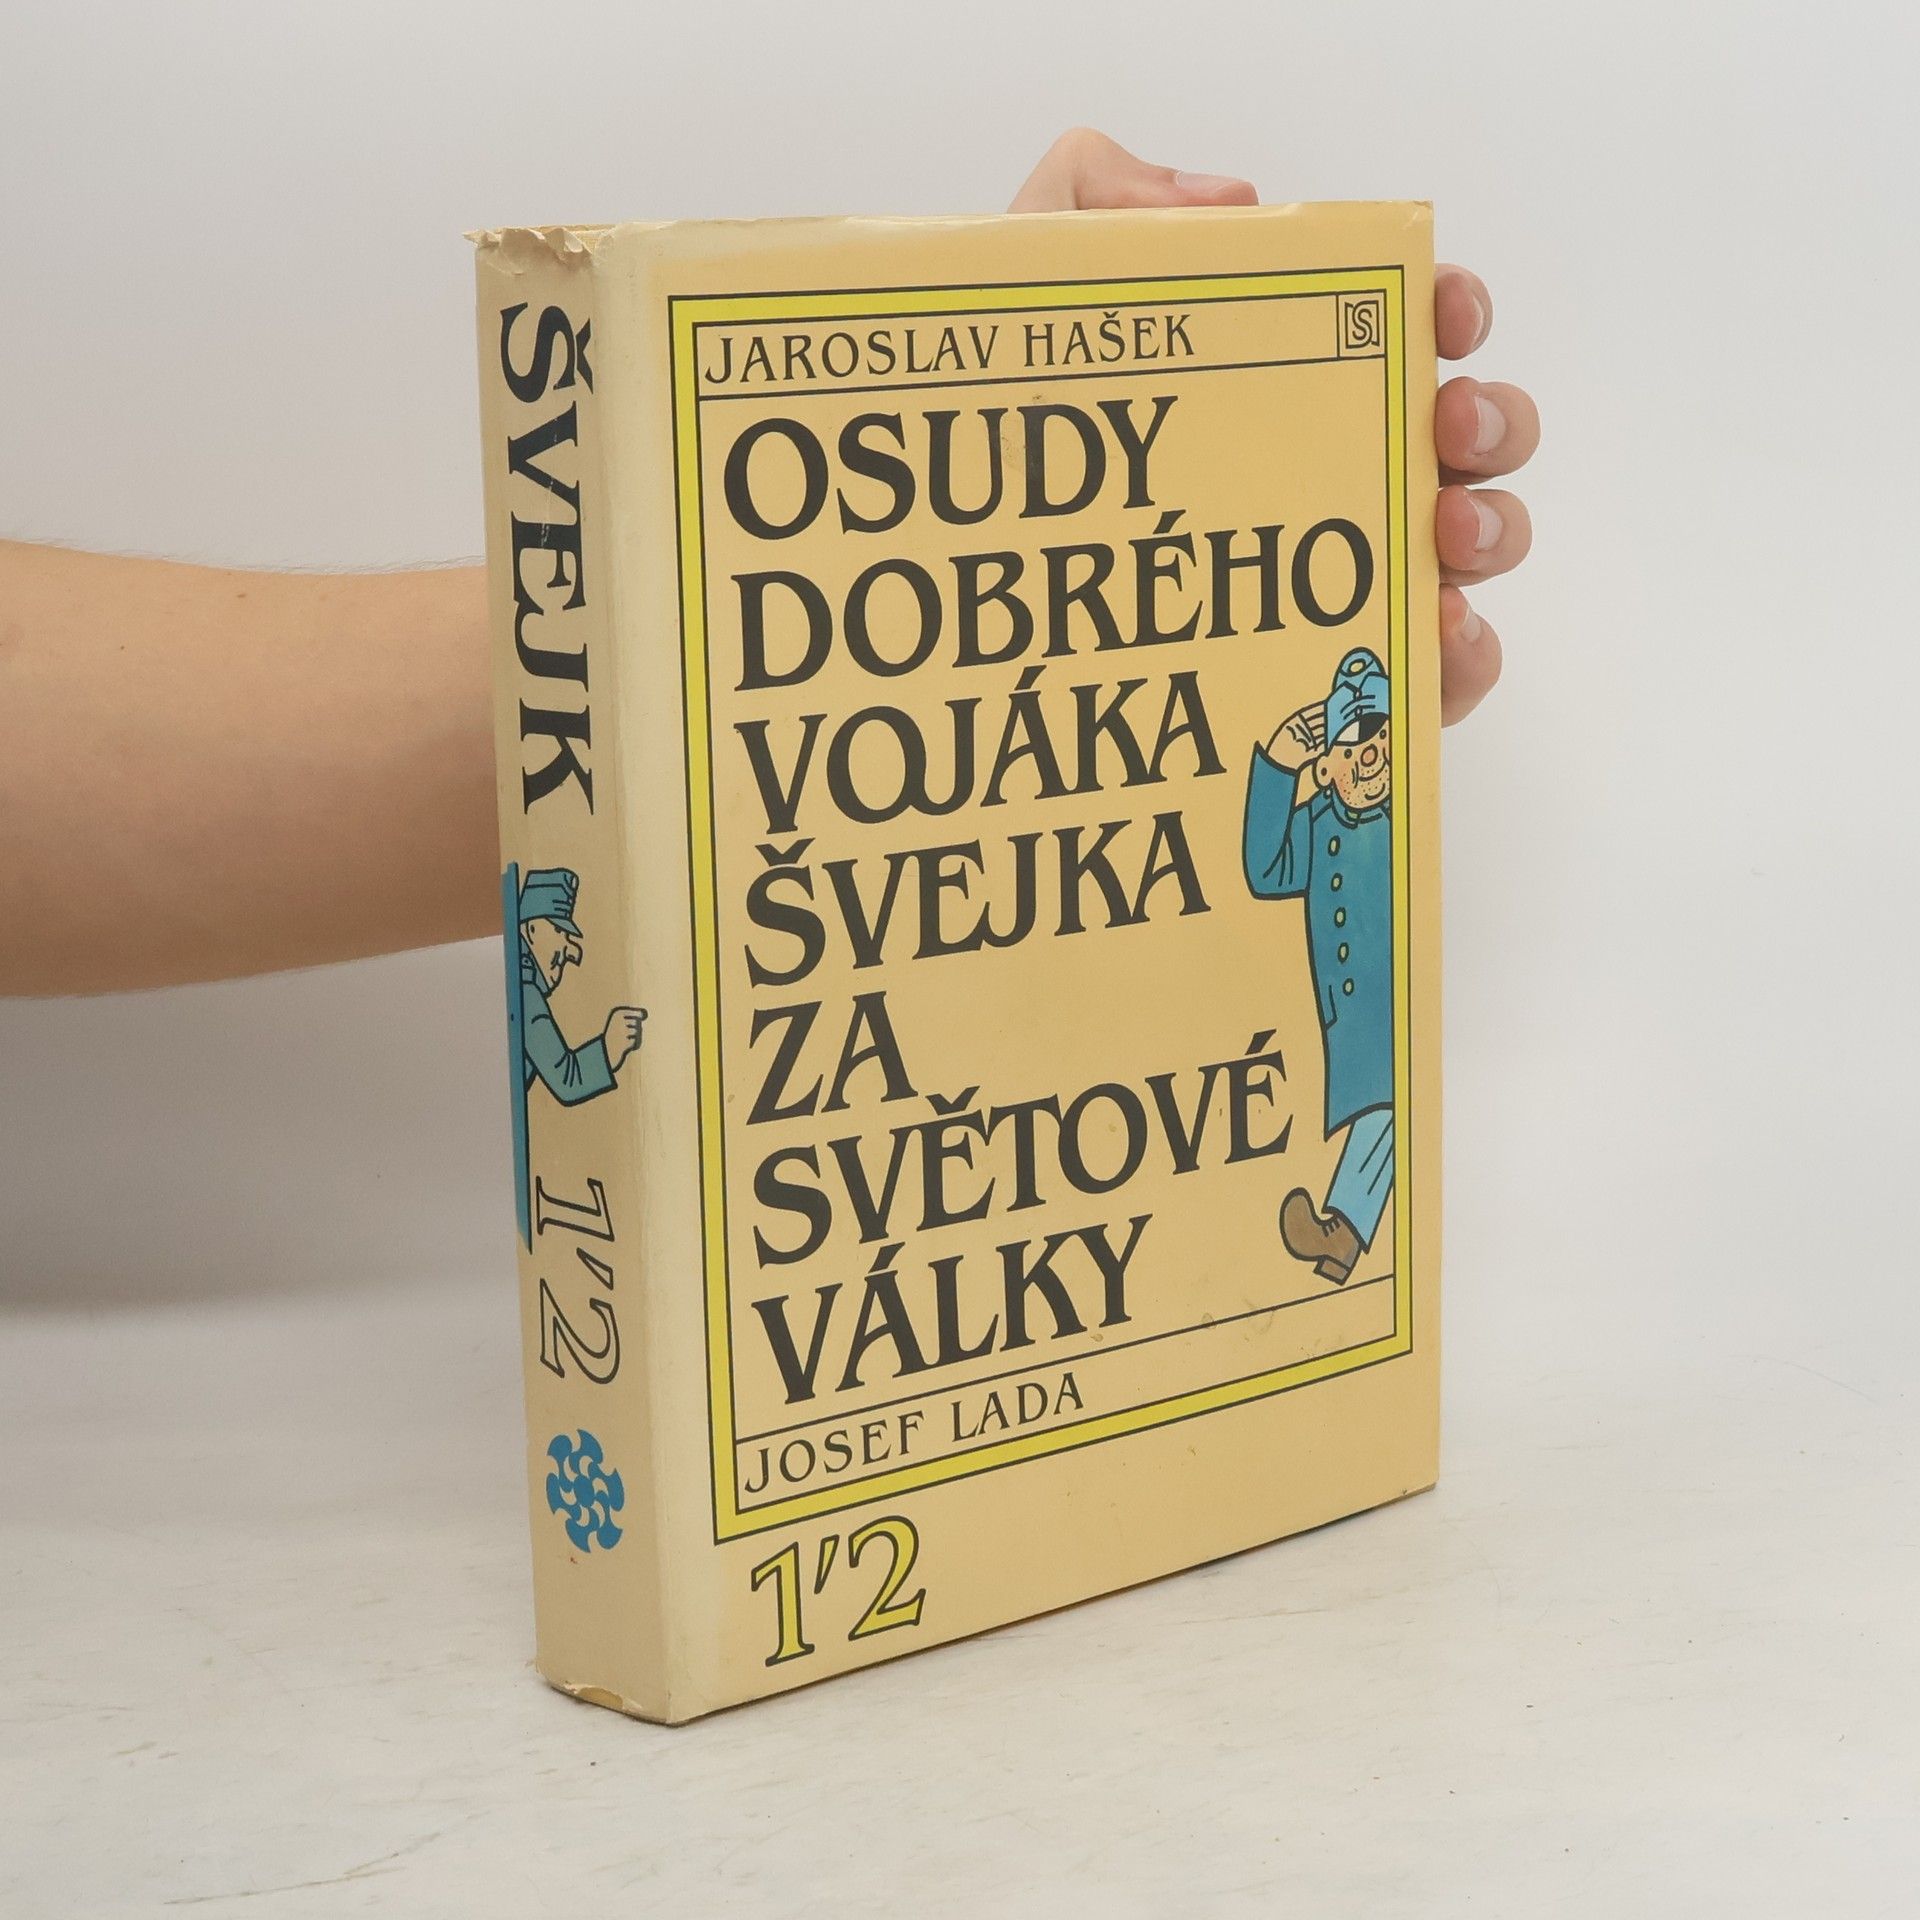 ŠVEJK 1'2
JAROSLAV HAŠEK
OSUDY
DOBRÉHO
VOJÁKA
ŠVEJKA
ZA
SVĚTOVÉ
VÁLKY
JOSEF LADA
1'2